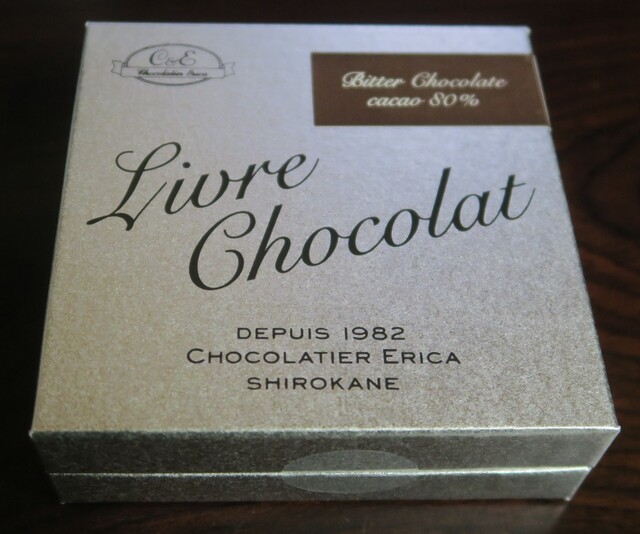 C&E
Chocolatier Erica
Bitter Chocolate
cacao 80%
Livre
Chocolat
DEPUIS 1982
CHOCOLATIER ERICA
SHIROKANE